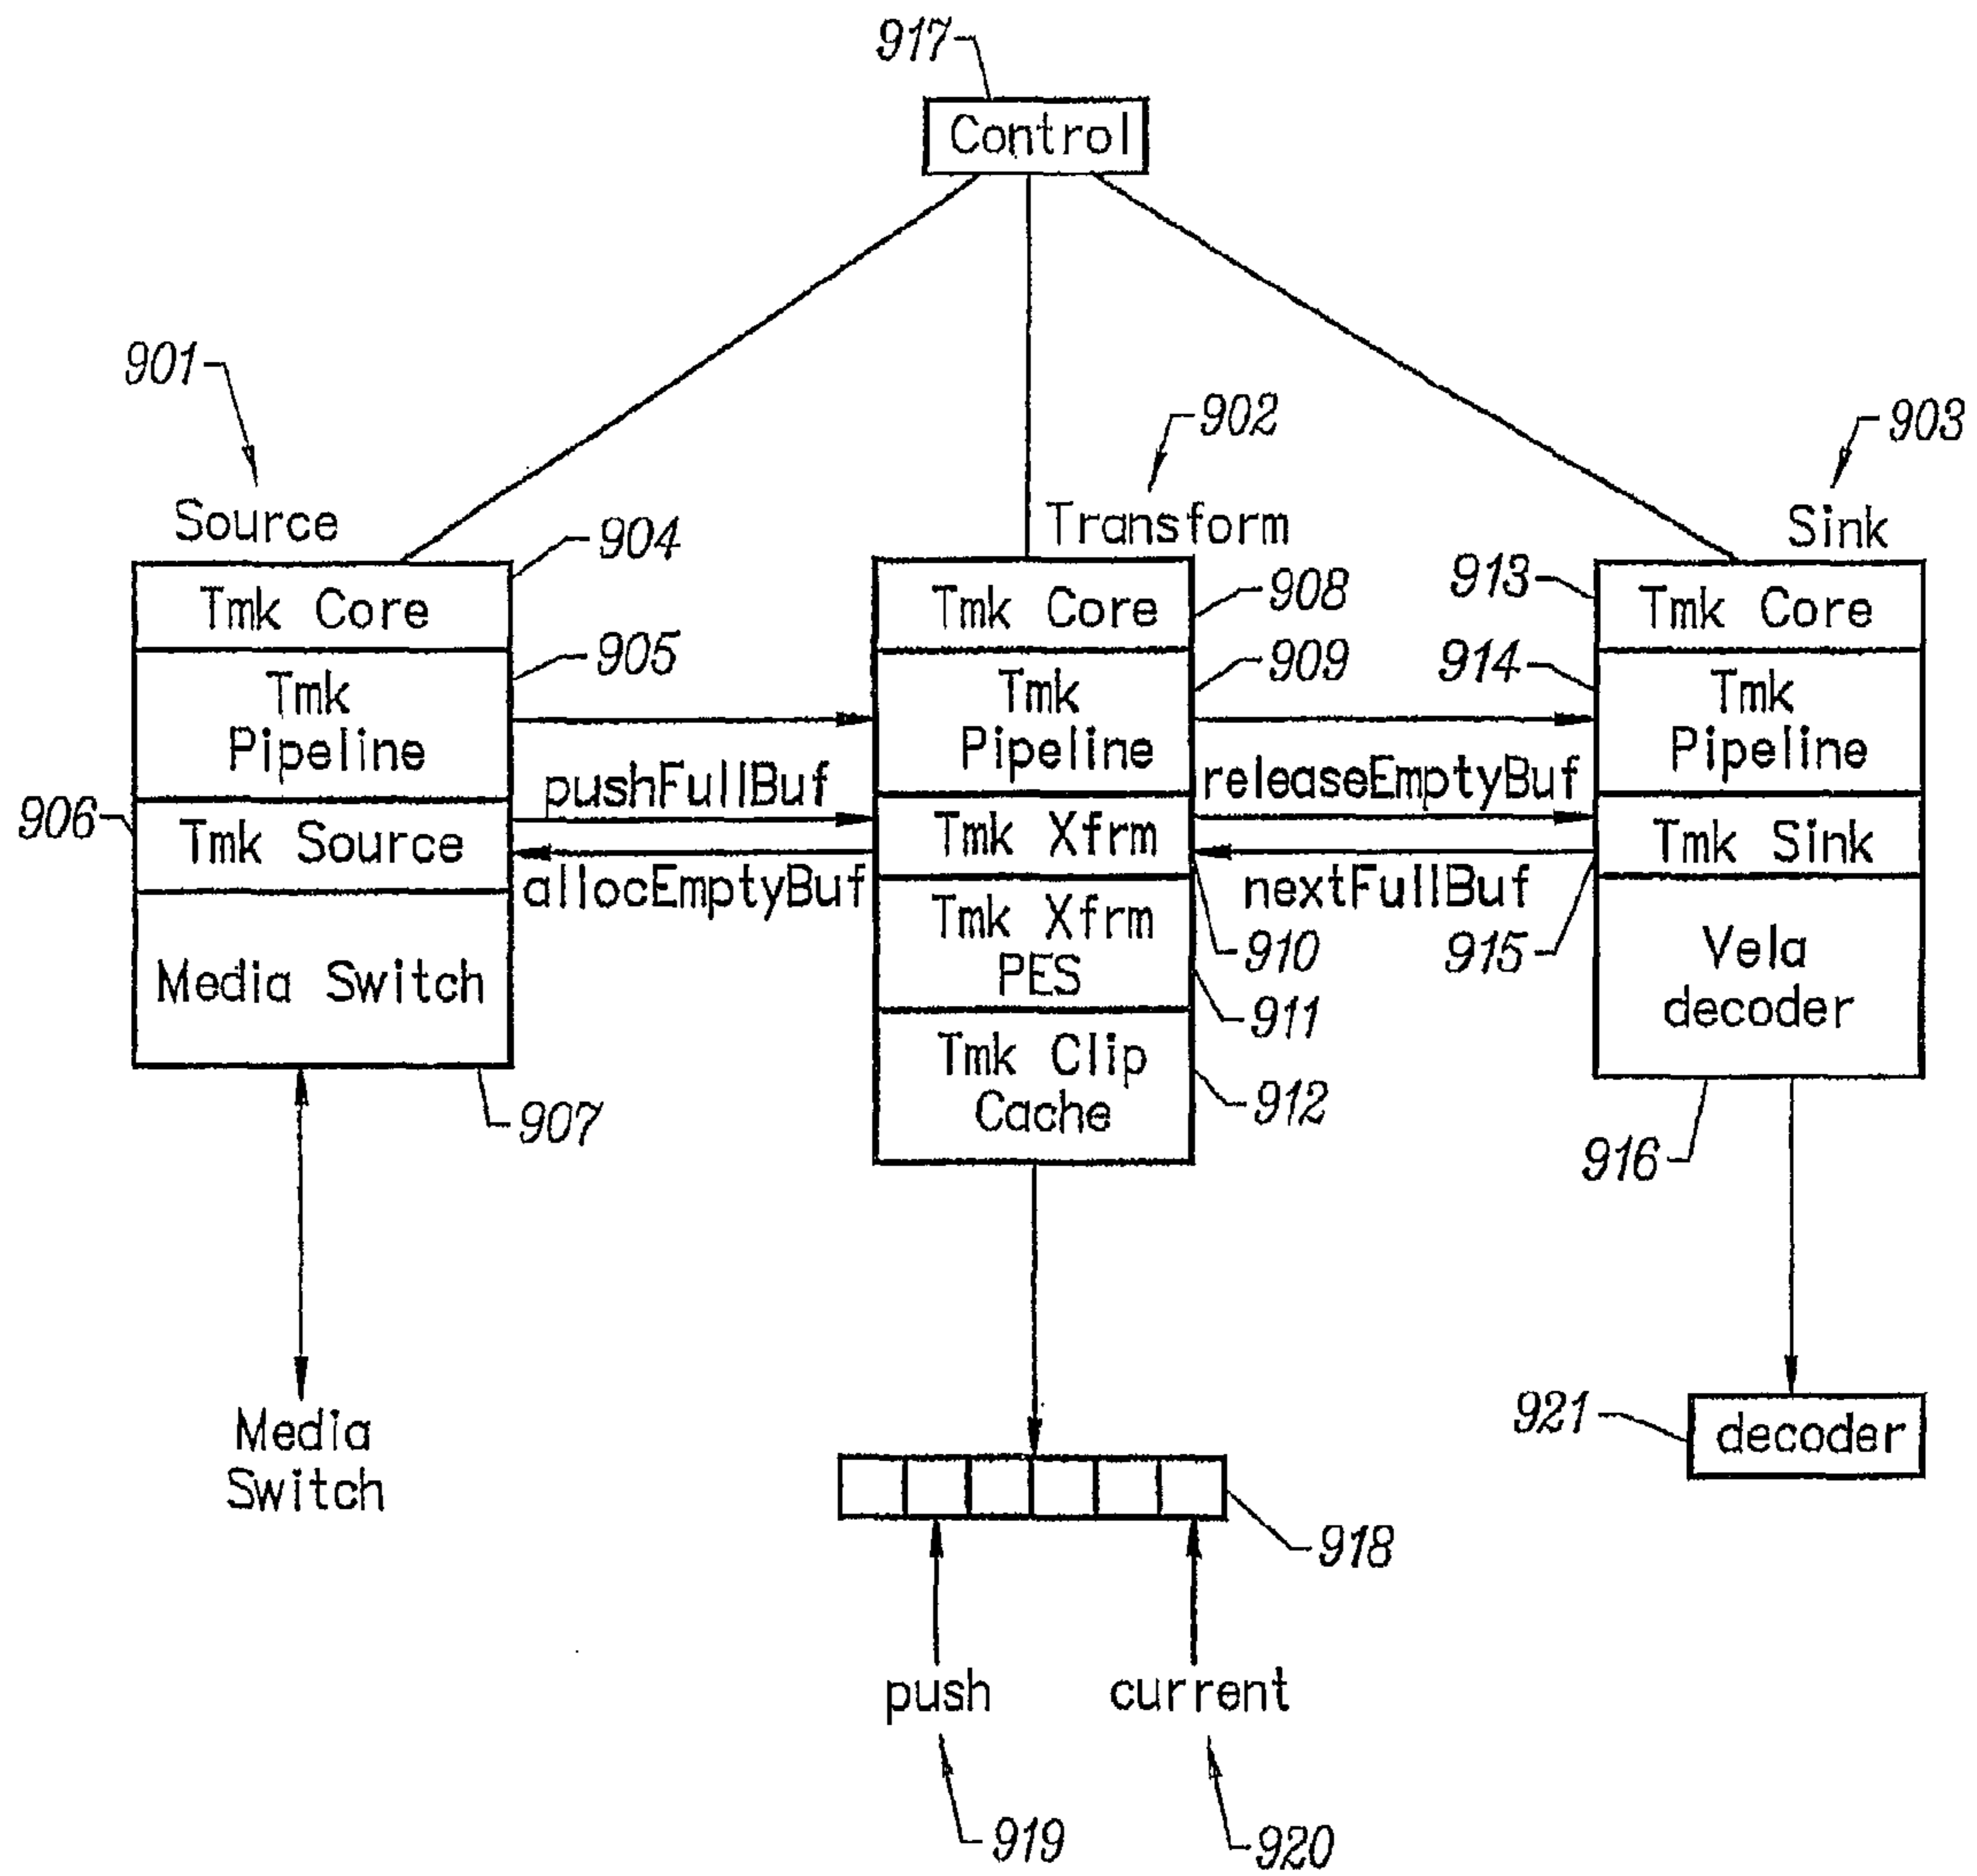 917
Control
901
902
903
Source
Transform
Sink
904
908
913
Tmk Core
Tmk Core
Tmk Core
905
909
914
Tmk
Pipeline
Tmk
Pipeline
Tmk
Pipeline
pushFullBuf
releaseEmptyBuf
906
Tmk Source
Tmk Xfrm
Tmk Sink
allocEmptyBuf
nextFullBuf
Media Switch
Tmk Xfrm
PES
910
915
Vela
decoder
911
Tmk Clip
Cache
912
907
916
Media
Switch
921
decoder
918
push
current
919
920